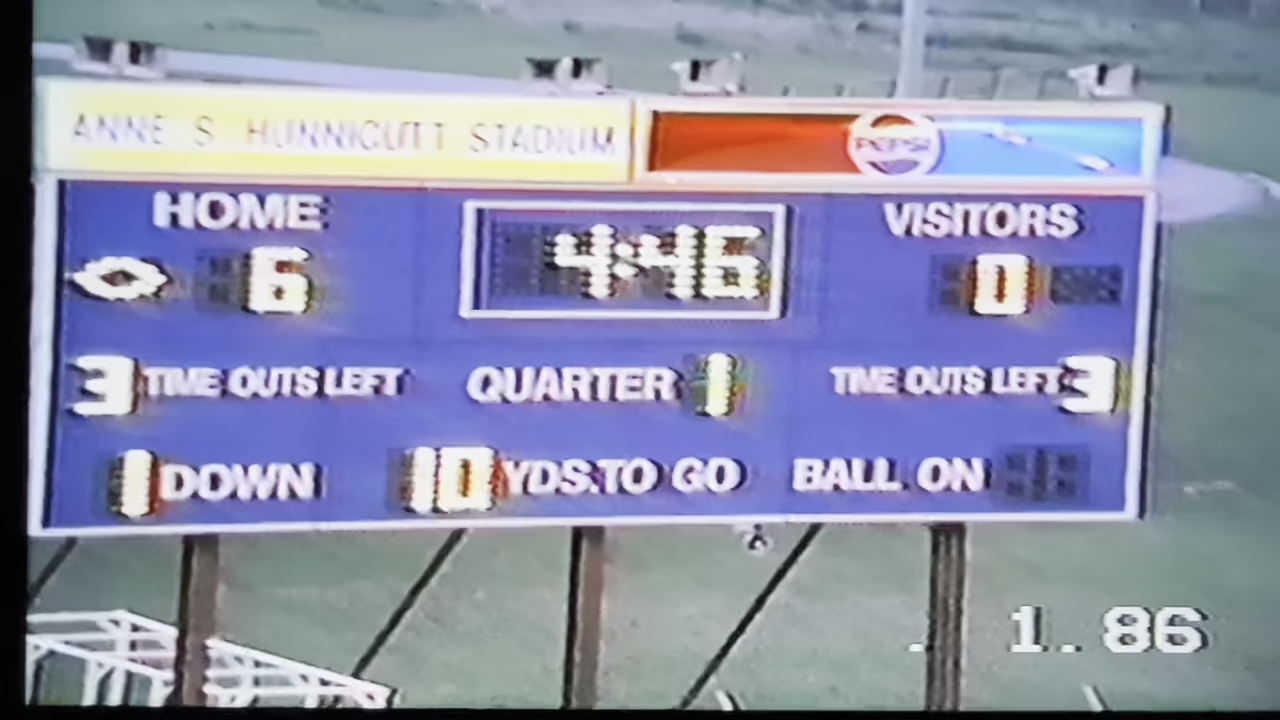 ANNE S HUNNICUTT STADIUM
PEPSI
HOME
4:46
VISITORS
6
0
3 TIME OUTS LEFT
QUARTER 1
TIME OUTS LEFT 3
1 DOWN
10 YDS.TO GO
BALL ON
. 1. 86